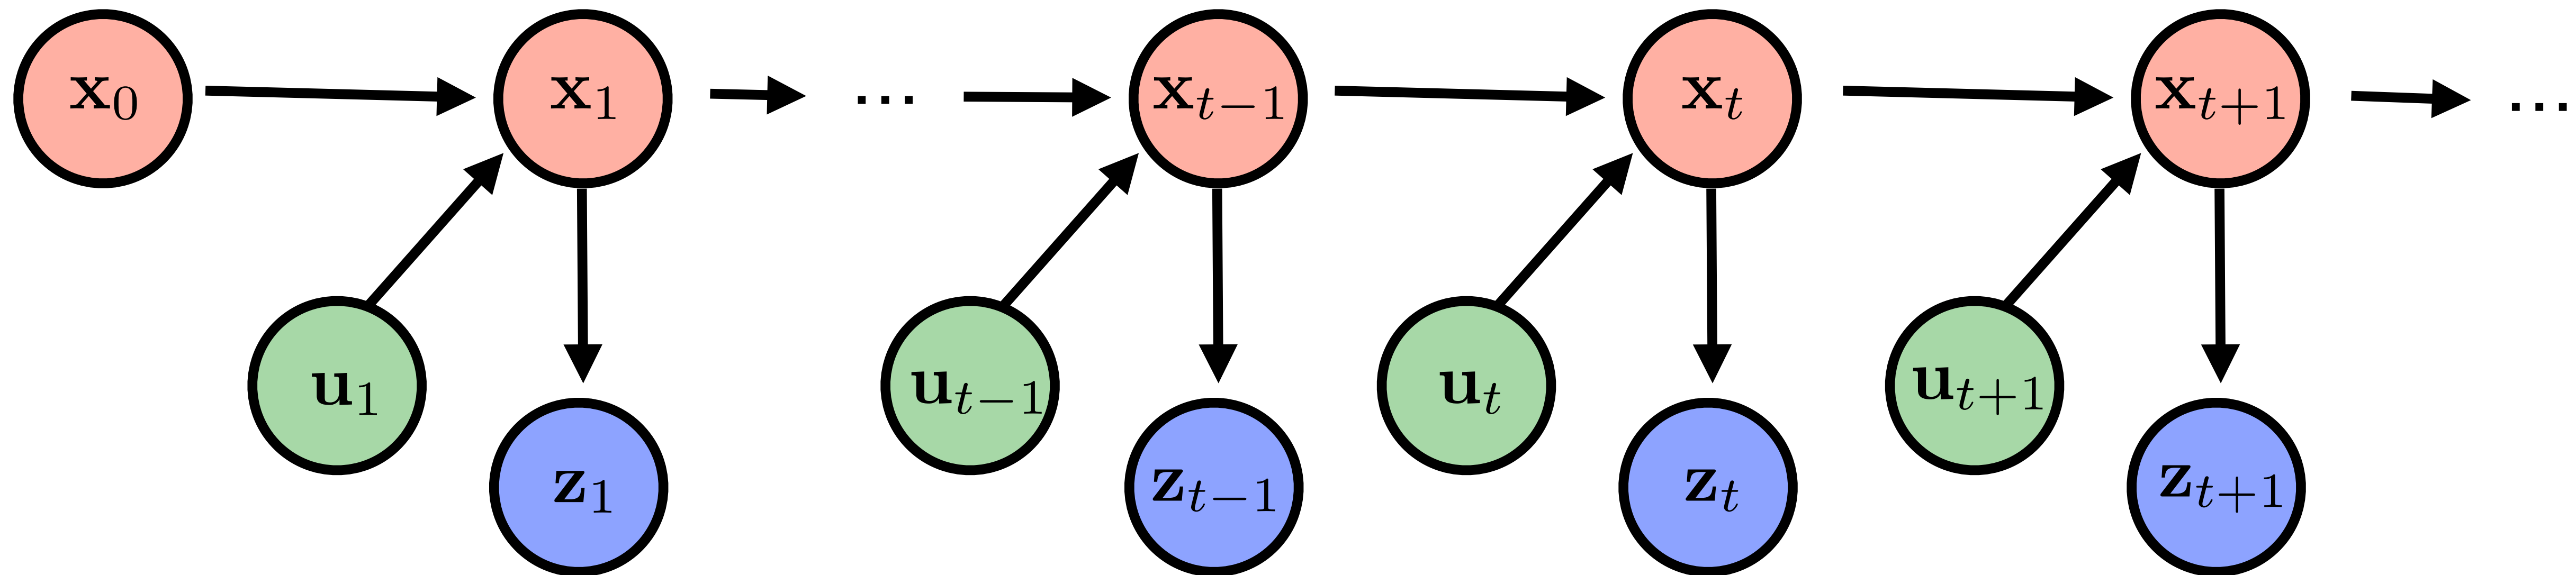 x₀ x₁ ... xₜ₋₁ xₜ xₜ₊₁ ...
u₁ uₜ₋₁ uₜ uₜ₊₁
z₁ zₜ₋₁ zₜ zₜ₊₁